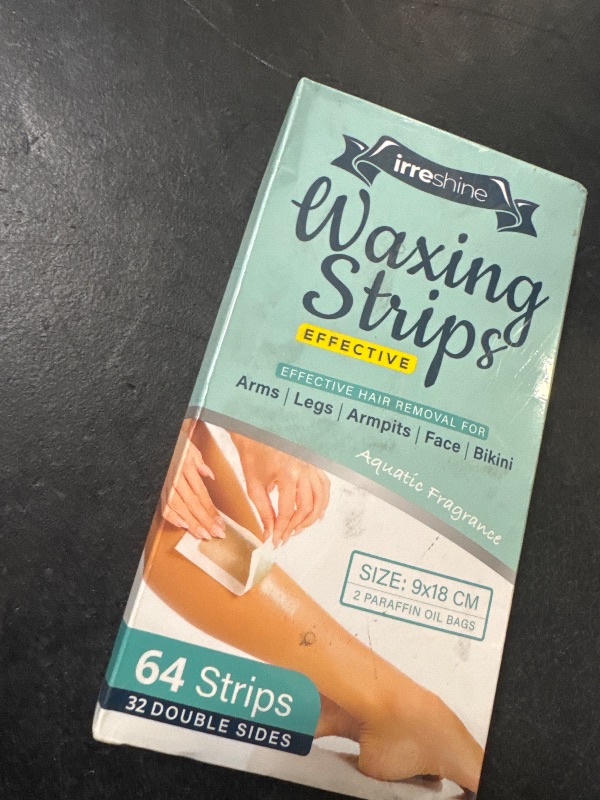 irreshine
Waxing
Strips
EFFECTIVE
EFFECTIVE HAIR REMOVAL FOR
Arms | Legs | Armpits | Face | Bikini
Aquatic Fragrance
SIZE: 9x18 CM
2 PARAFFIN OIL BAGS
64 Strips
32 DOUBLE SIDES